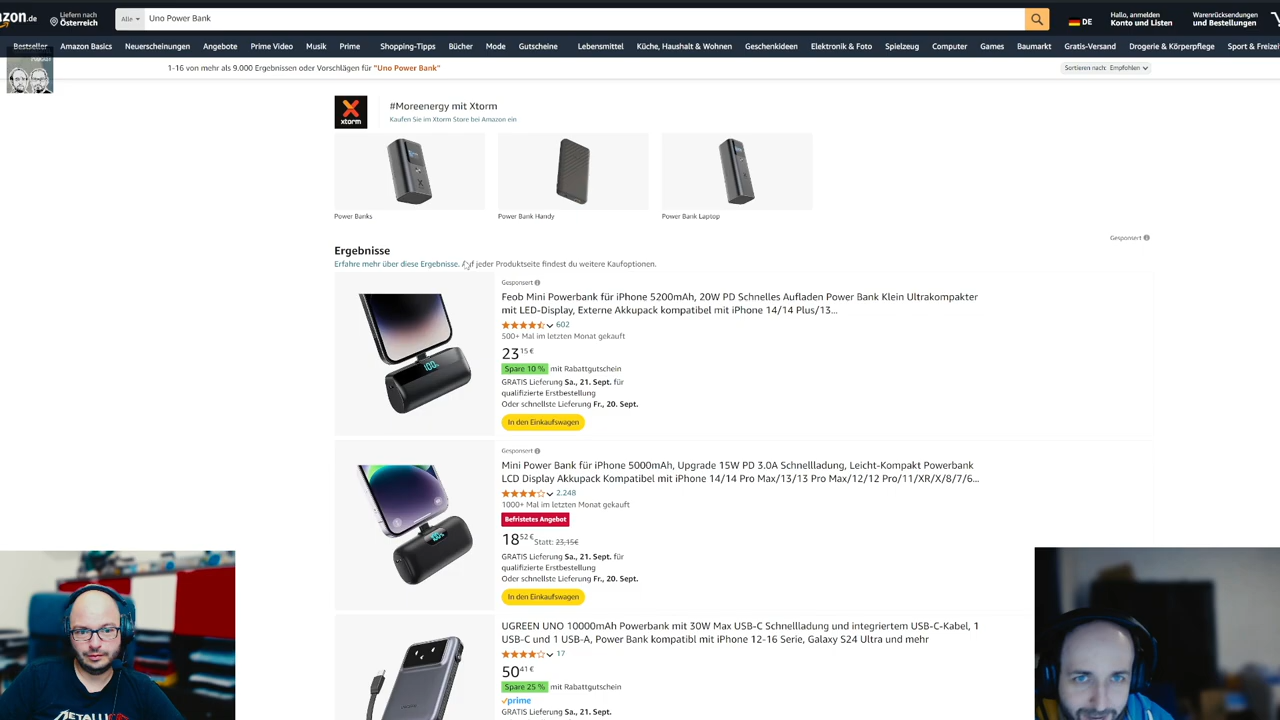 zon.de
Liefern nach
Österreich
Alle
Uno Power Bank
DE
Hallo, anmelden
Konto und Listen
Warenrücksendungen
und Bestellungen
Bestseller Amazon Basics Neuerscheinungen Angebote Prime Video Musik Prime Shopping-Tipps Bücher Mode Gutscheine Lebensmittel Küche, Haushalt & Wohnen Geschenkideen Elektronik & Foto Spielzeug Computer Games Baumarkt Gratis-Versand Drogerie & Körperpflege Sport & Freizei
1-16 von mehr als 9.000 Ergebnissen oder Vorschlägen für "Uno Power Bank"
Sortieren nach: Empfohlen
xtorm
#Moreenergy mit Xtorm
Kaufen Sie im Xtorm Store bei Amazon ein
Power Banks
Power Bank Handy
Power Bank Laptop
Gesponsert
Ergebnisse
Erfahre mehr über diese Ergebnisse. Auf jeder Produktseite findest du weitere Kaufoptionen.
Gesponsert
Feob Mini Powerbank für iPhone 5200mAh, 20W PD Schnelles Aufladen Power Bank Klein Ultrakompakter
mit LED-Display, Externe Akkupack kompatibel mit iPhone 14/14 Plus/13...
602
500+ Mal im letzten Monat gekauft
23 15 €
Spare 10 % mit Rabattgutschein
GRATIS Lieferung Sa., 21. Sept. für
qualifizierte Erstbestellung
Oder schnellste Lieferung Fr., 20. Sept.
In den Einkaufswagen
Gesponsert
Mini Power Bank für iPhone 5000mAh, Upgrade 15W PD 3.0A Schnellladung, Leicht-Kompakt Powerbank
LCD Display Akkupack Kompatibel mit iPhone 14/14 Pro Max/13/13 Pro Max/12/12 Pro/11/XR/X/8/7/6...
2.248
1000+ Mal im letzten Monat gekauft
Befristetes Angebot
18 52 € Statt: 23,15€
GRATIS Lieferung Sa., 21. Sept. für
qualifizierte Erstbestellung
Oder schnellste Lieferung Fr., 20. Sept.
In den Einkaufswagen
UGREEN UNO 10000mAh Powerbank mit 30W Max USB-C Schnellladung und integriertem USB-C-Kabel, 1
USB-C und 1 USB-A, Power Bank kompatibl mit iPhone 12-16 Serie, Galaxy S24 Ultra und mehr
17
50 41 €
Spare 25 % mit Rabattgutschein
prime
GRATIS Lieferung Sa., 21. Sept.